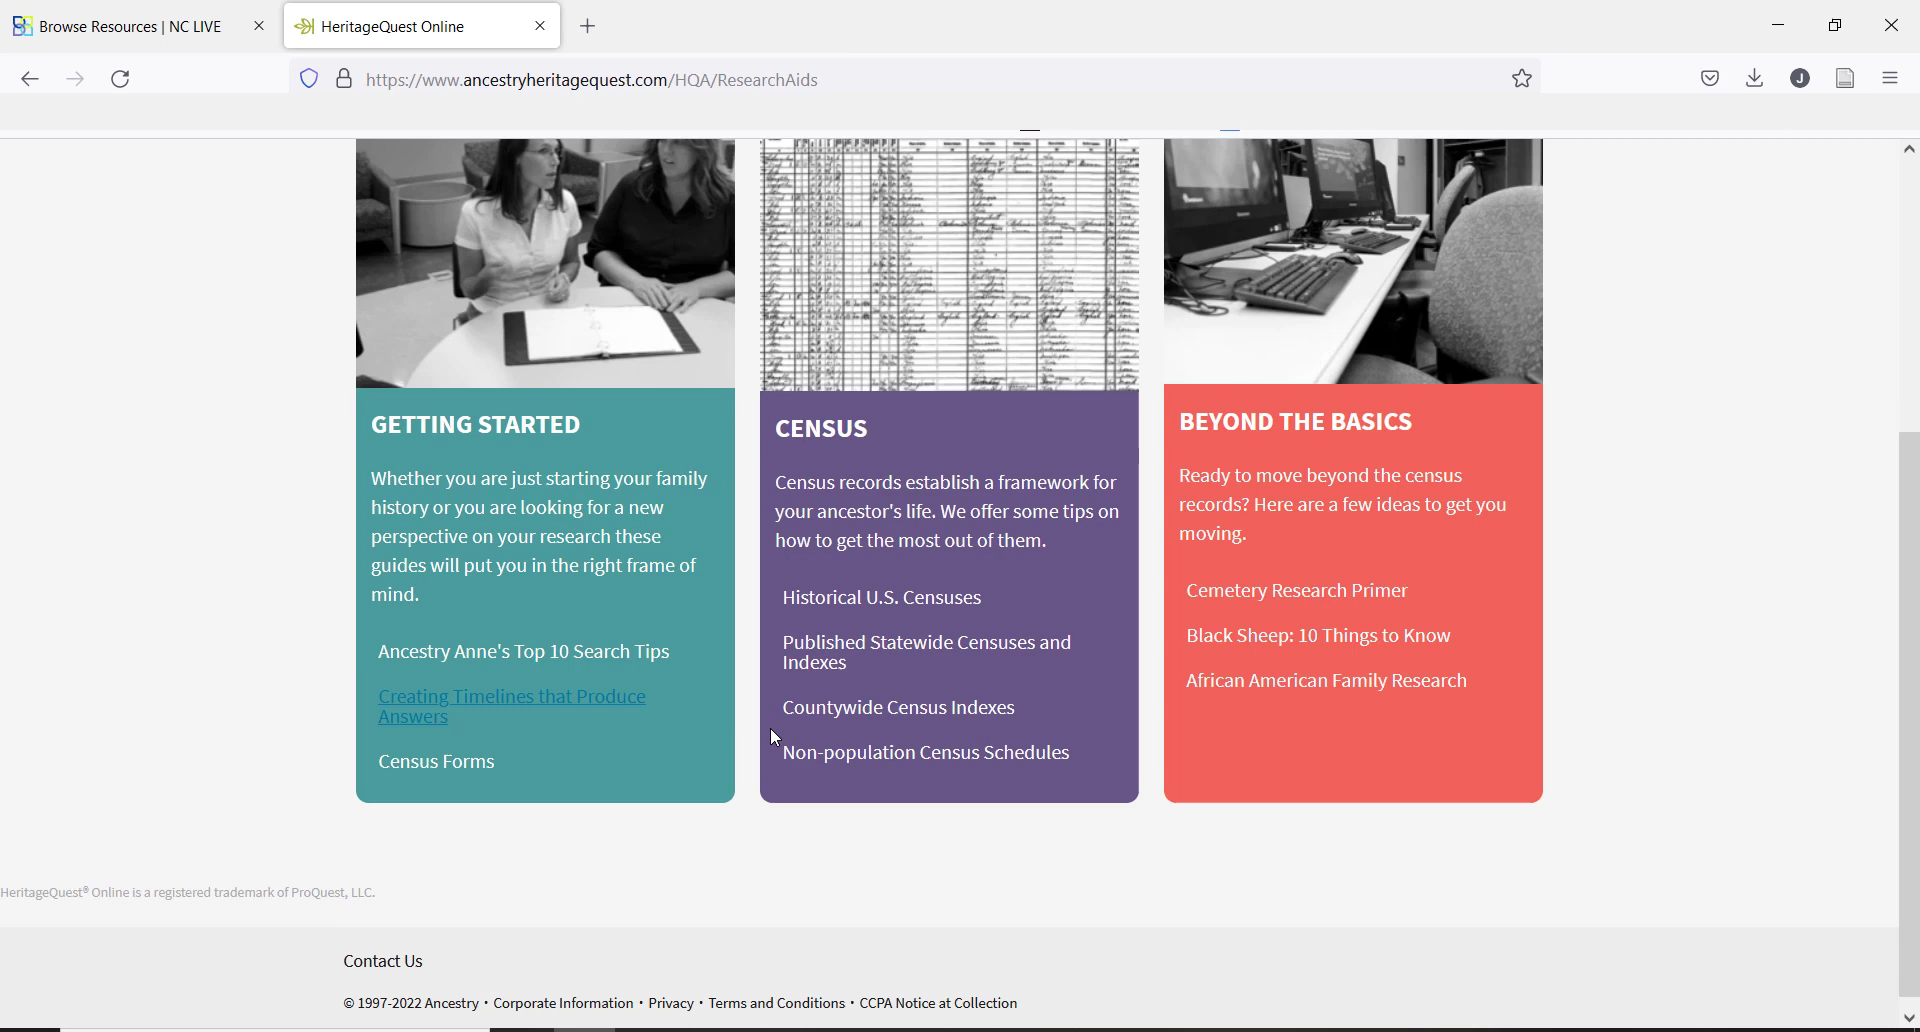 Browse Resources | NC LIVE
HeritageQuest Online
https://www.ancestryheritagequest.com/HQA/ResearchAids
J
GETTING STARTED
Whether you are just starting your family
history or you are looking for a new
perspective on your research these
guides will put you in the right frame of
mind.
Ancestry Anne's Top 10 Search Tips
Creating Timelines that Produce
Answers
Census Forms
CENSUS
Census records establish a framework for
your ancestor's life. We offer some tips on
how to get the most out of them.
Historical U.S. Censuses
Published Statewide Censuses and
Indexes
Countywide Census Indexes
Non-population Census Schedules
BEYOND THE BASICS
Ready to move beyond the census
records? Here are a few ideas to get you
moving.
Cemetery Research Primer
Black Sheep: 10 Things to Know
African American Family Research
HeritageQuest® Online is a registered trademark of ProQuest, LLC.
Contact Us
© 1997-2022 Ancestry • Corporate Information • Privacy • Terms and Conditions • CCPA Notice at Collection